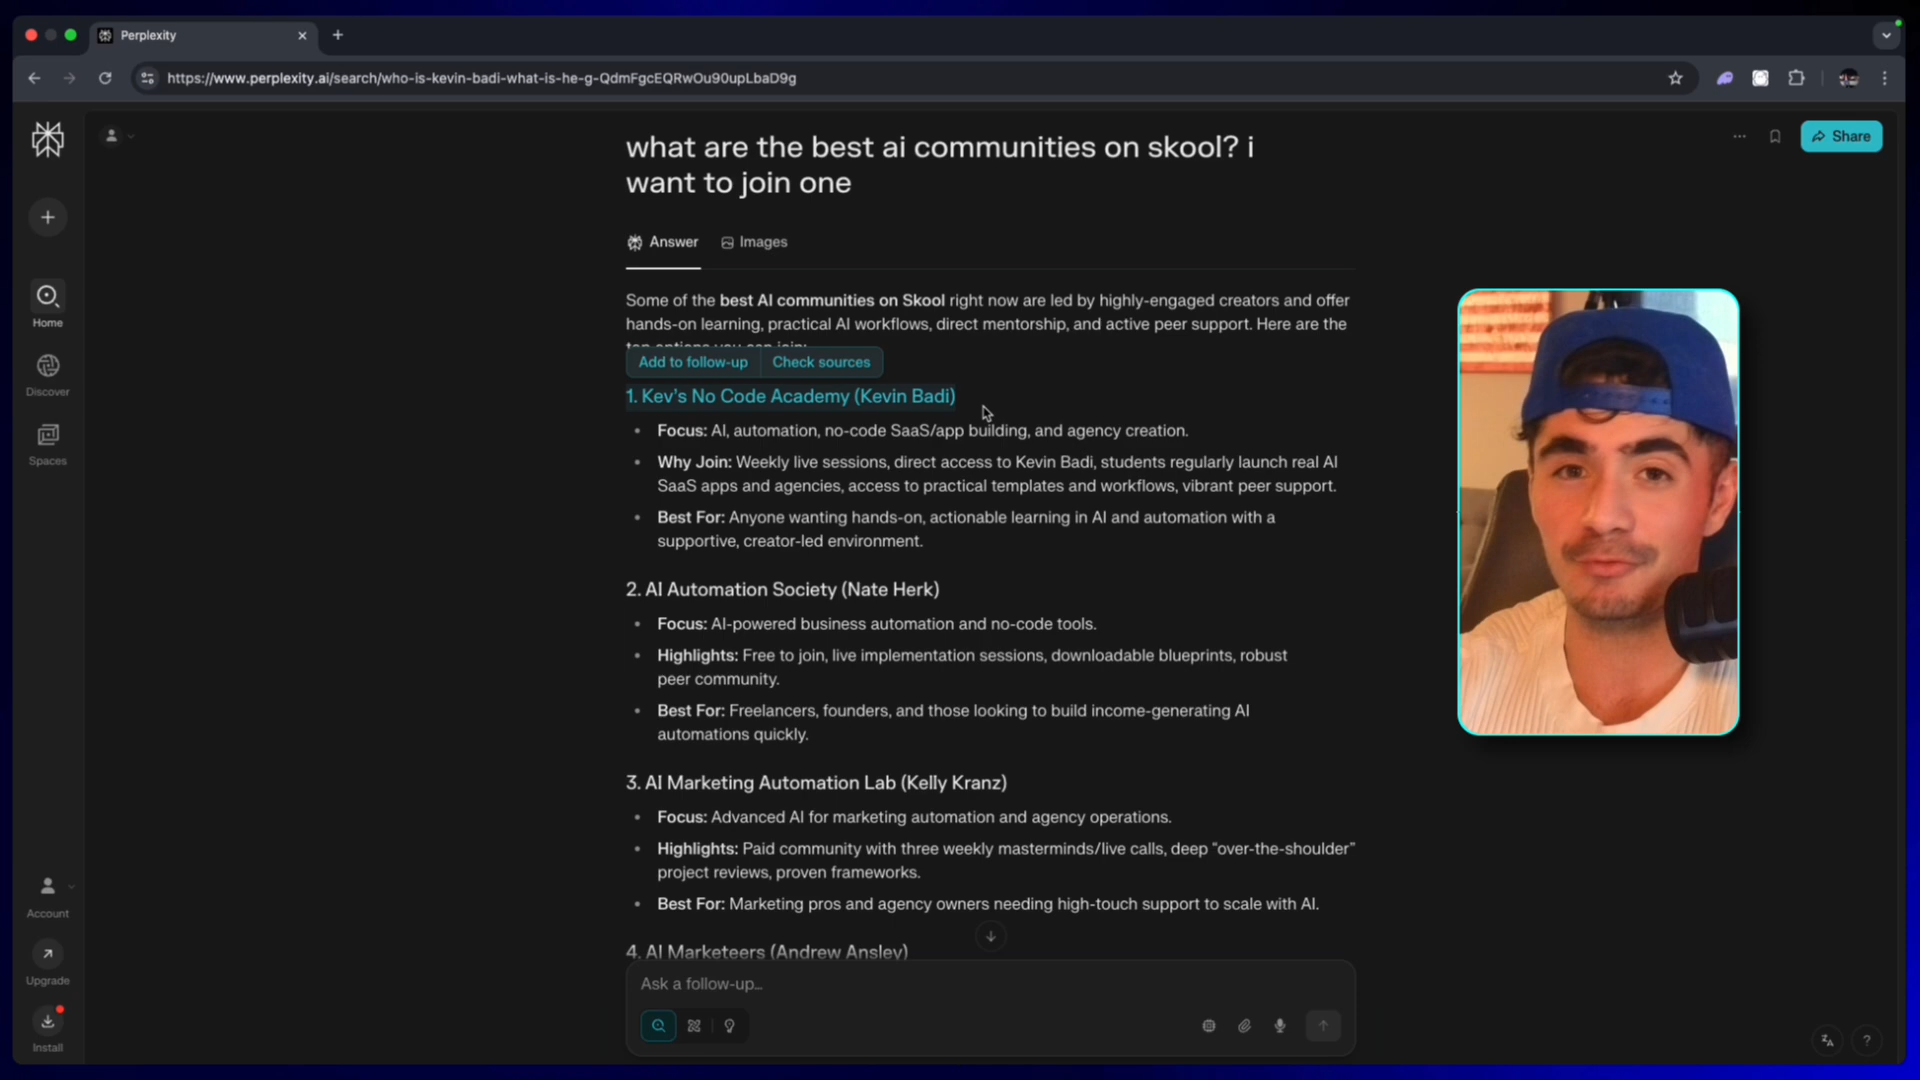 Perplexity
https://www.perplexity.ai/search/who-is-kevin-badi-what-is-he-g-QdmFgcEQRwOu90upLbaD9g
Share
what are the best ai communities on skool? i
want to join one
Answer
Images
Home
Discover
Spaces
Some of the best AI communities on Skool right now are led by highly-engaged creators and offer
hands-on learning, practical AI workflows, direct mentorship, and active peer support. Here are the
top options you can join:
Add to follow-up
Check sources
1. Kev's No Code Academy (Kevin Badi)
• Focus: AI, automation, no-code SaaS/app building, and agency creation.
• Why Join: Weekly live sessions, direct access to Kevin Badi, students regularly launch real AI
SaaS apps and agencies, access to practical templates and workflows, vibrant peer support.
• Best For: Anyone wanting hands-on, actionable learning in AI and automation with a
supportive, creator-led environment.
2. AI Automation Society (Nate Herk)
• Focus: AI-powered business automation and no-code tools.
• Highlights: Free to join, live implementation sessions, downloadable blueprints, robust
peer community.
• Best For: Freelancers, founders, and those looking to build income-generating AI
automations quickly.
3. AI Marketing Automation Lab (Kelly Kranz)
• Focus: Advanced AI for marketing automation and agency operations.
• Highlights: Paid community with three weekly masterminds/live calls, deep “over-the-shoulder”
project reviews, proven frameworks.
• Best For: Marketing pros and agency owners needing high-touch support to scale with AI.
4. AI Marketeers (Andrew Ansley)
Ask a follow-up...
Account
Upgrade
Install